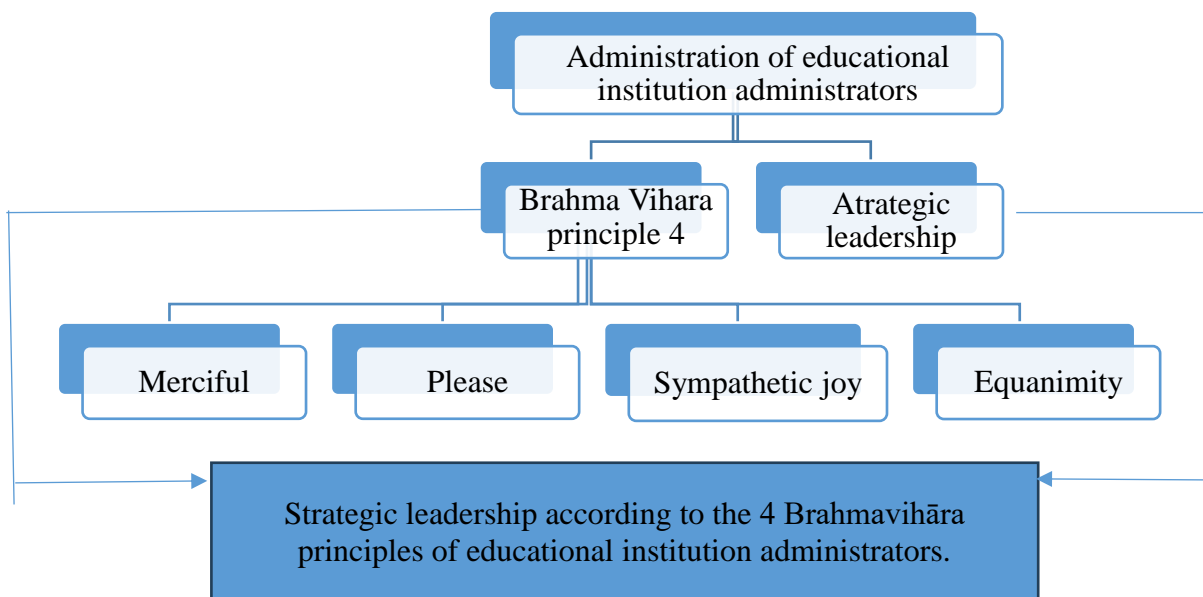 Administration of educational
institution administrators
Brahma Vihara
principle 4
Atrategic
leadership
Merciful
Please
Sympathetic joy
Equanimity
Strategic leadership according to the 4 Brahmavihāra
principles of educational institution administrators.